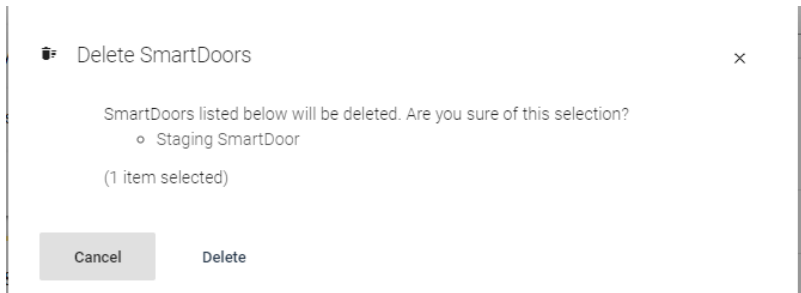 Delete SmartDoors
SmartDoors listed below will be deleted. Are you sure of this selection?
Staging SmartDoor
(1 item selected)
Cancel Delete